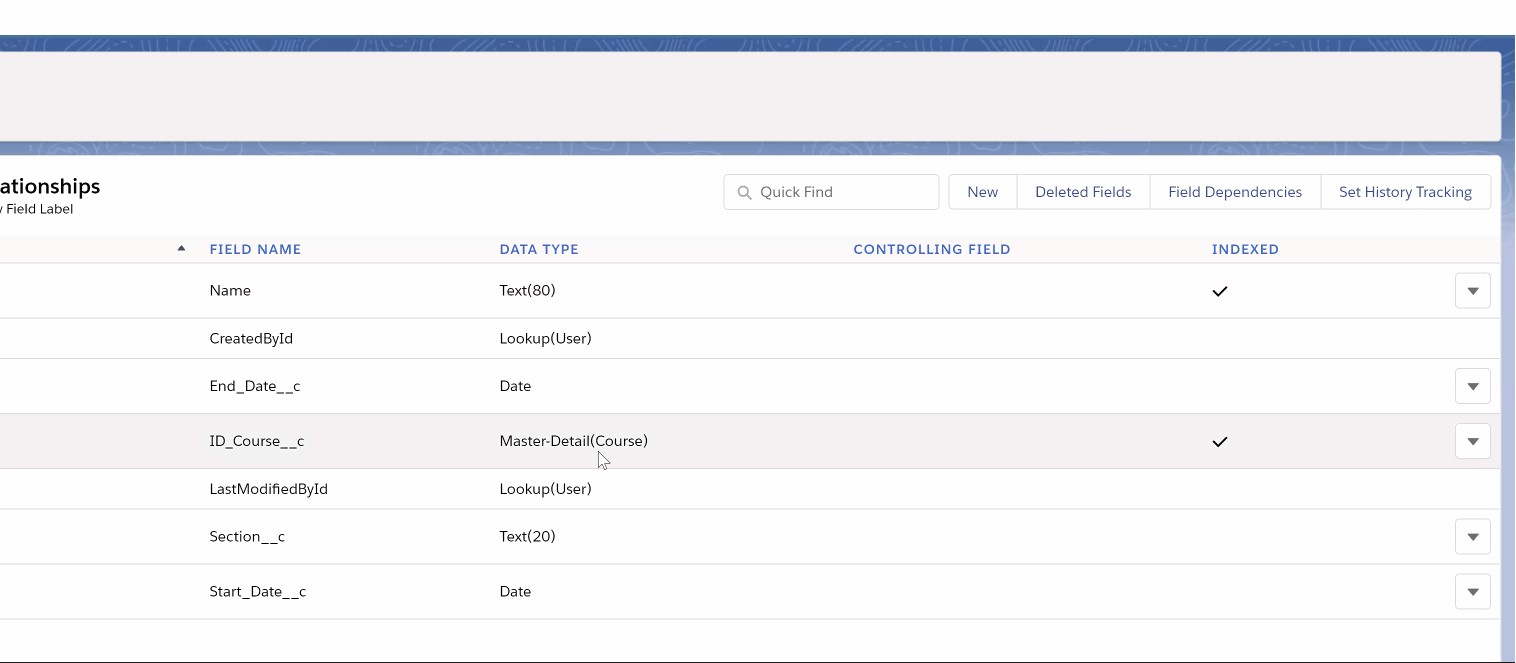 ationships
Field Label
Quick Find
New
Deleted Fields
Field Dependencies
Set History Tracking
FIELD NAME DATA TYPE CONTROLLING FIELD INDEXED
Name Text(80)
CreatedById Lookup(User)
End_Date__c Date
ID_Course__c Master-Detail(Course)
LastModifiedById Lookup(User)
Section__c Text(20)
Start_Date__c Date